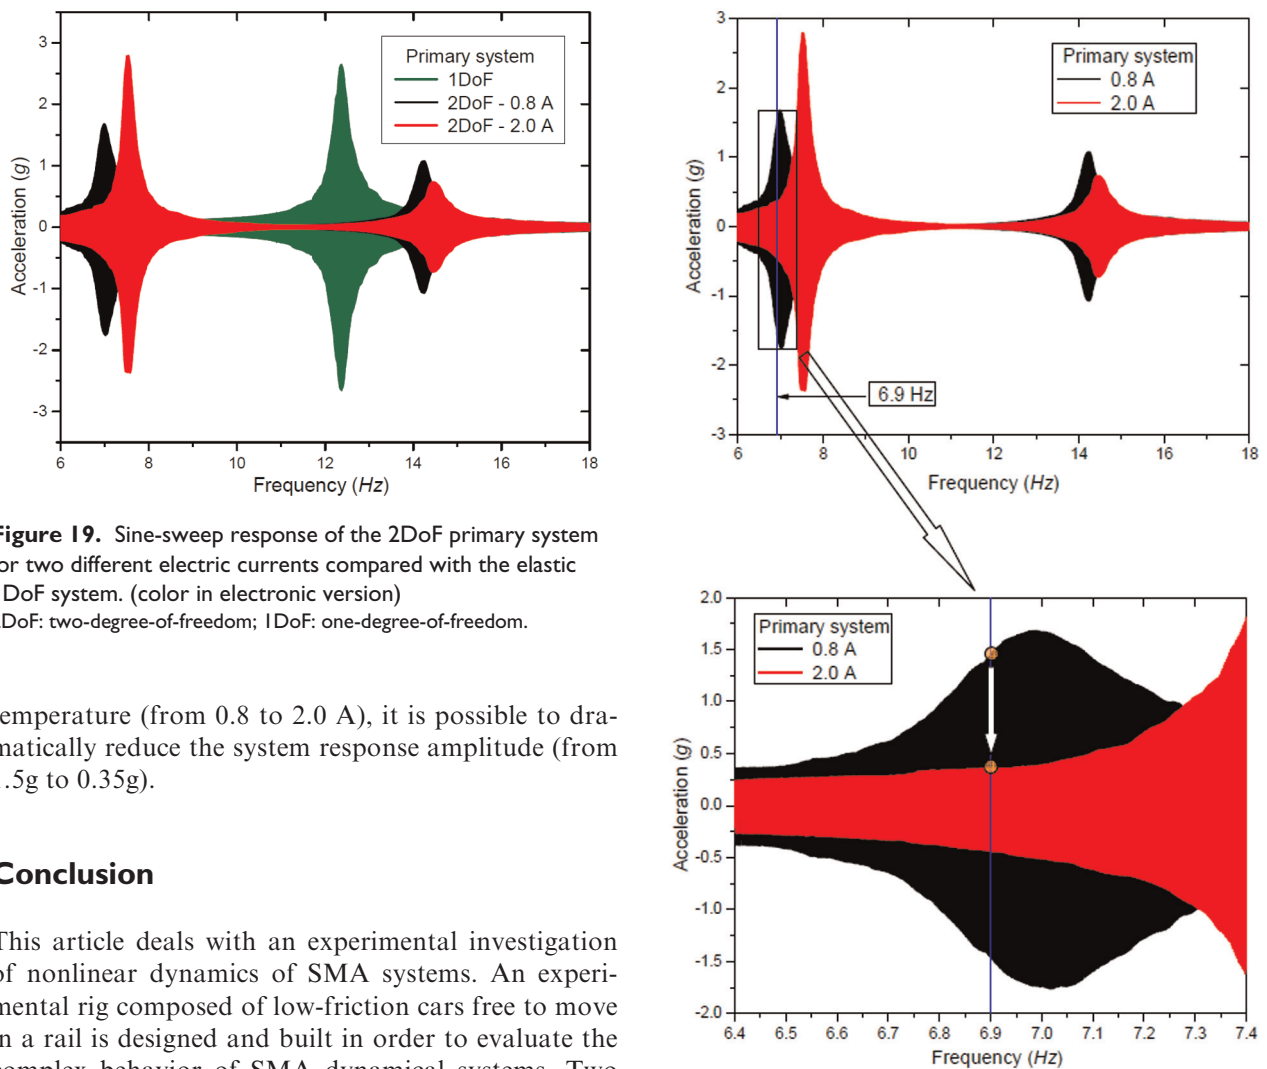 3
2
1
0
-1
-2
-3
Acceleration (g)
Primary system
1DoF
2DoF - 0.8 A
2DoF - 2.0 A
6 8 10 12 14 16 18
Frequency (Hz)
Figure 19. Sine-sweep response of the 2DoF primary system
or two different electric currents compared with the elastic
DoF system. (color in electronic version)
DoF: two-degree-of-freedom; 1DoF: one-degree-of-freedom.
temperature (from 0.8 to 2.0 A), it is possible to dra-
matically reduce the system response amplitude (from
1.5g to 0.35g).
Conclusion
This article deals with an experimental investigation
of nonlinear dynamics of SMA systems. An experi-
mental rig composed of low-friction cars free to move
in a rail is designed and built in order to evaluate the
complex behavior of SMA dynamical systems. Two
3
2
1
0
-1
-2
-3
Acceleration (g)
Primary system
0.8 A
2.0 A
6.9 Hz
6 8 10 12 14 16 18
Frequency (Hz)
2.0
1.5
1.0
0.5
0.0
-0.5
-1.0
-1.5
-2.0
Acceleration (g)
Primary system
0.8 A
2.0 A
6.4 6.5 6.6 6.7 6.8 6.9 7.0 7.1 7.2 7.3 7.4
Frequency (Hz)